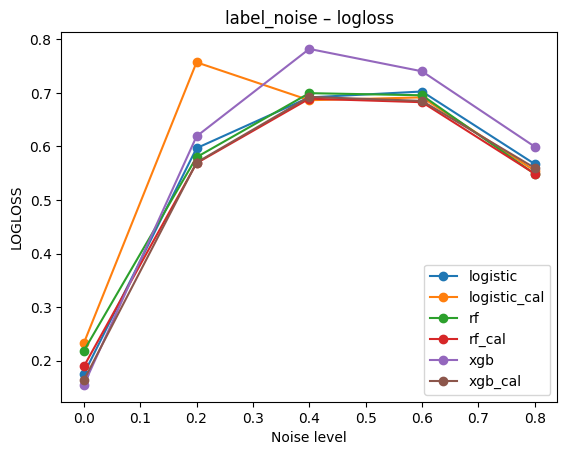 label_noise – logloss
LOGLOSS
0.8
0.7
0.6
0.5
0.4
0.3
0.2
0.0 0.1 0.2 0.3 0.4 0.5 0.6 0.7 0.8
Noise level
logistic
logistic_cal
rf
rf_cal
xgb
xgb_cal